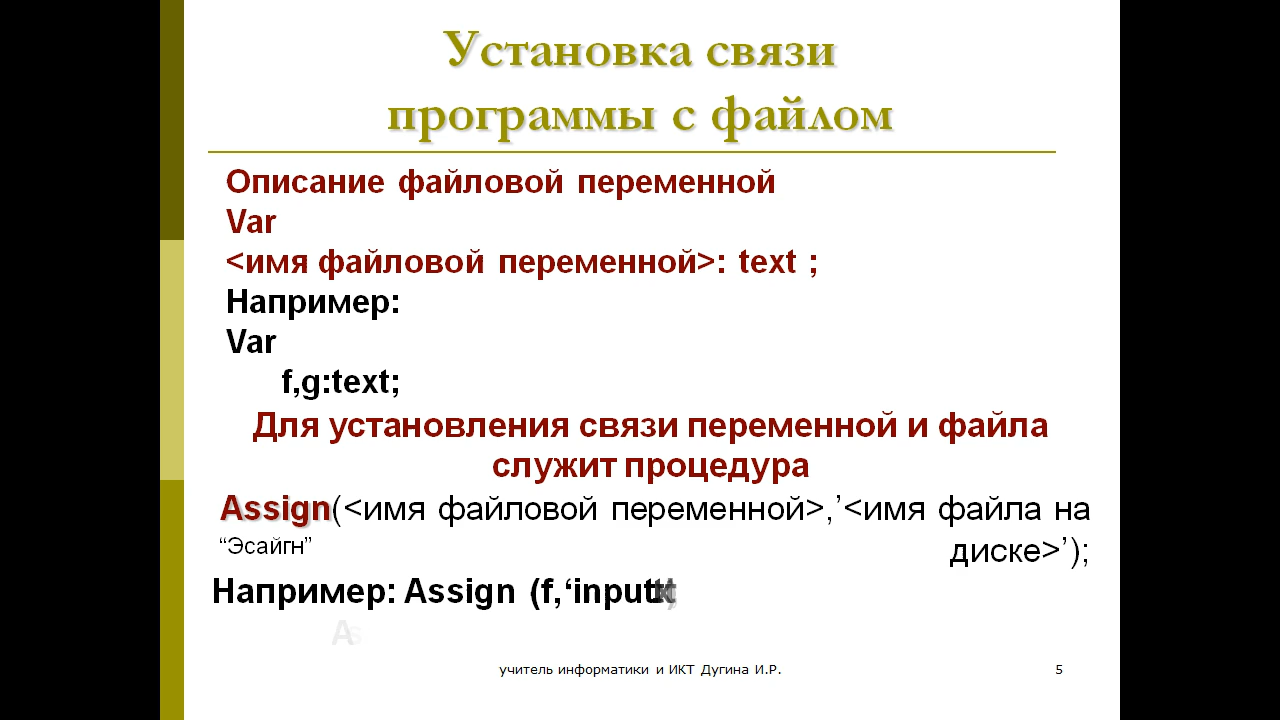 Установка связи
программы с файлом
Описание файловой переменной
Var
<имя файловой переменной>: text ;
Например:
Var
f,g:text;
Для установления связи переменной и файла
служит процедура
Assign(<имя файловой переменной>,’<имя файла на
“Эсайгн” диске>’);
Например: Assign (f,‘input
учитель информатики и ИКТ Дугина И.Р. 5